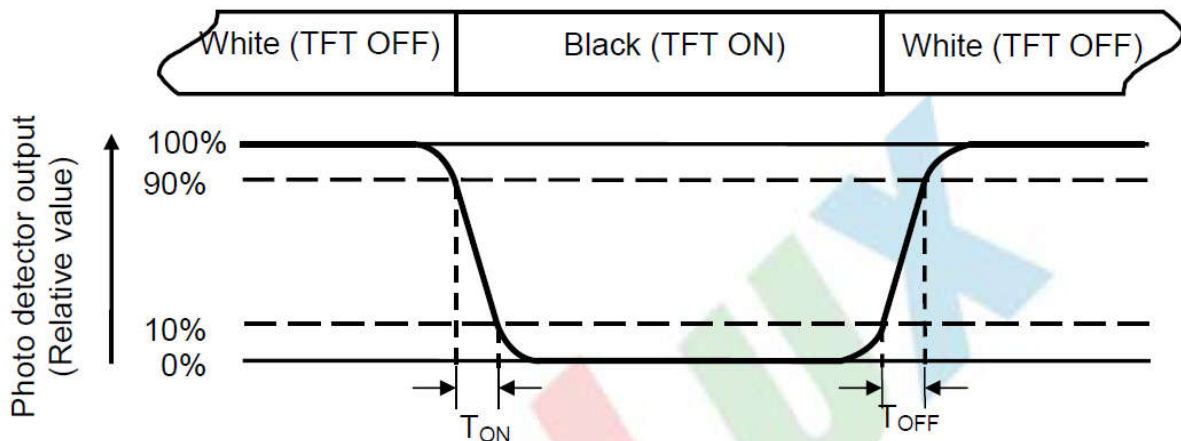 White (TFT OFF)
Black (TFT ON)
White (TFT OFF)
Photo detector output
(Relative value)
100%
90%
10%
0%
TON
TOFF
UX